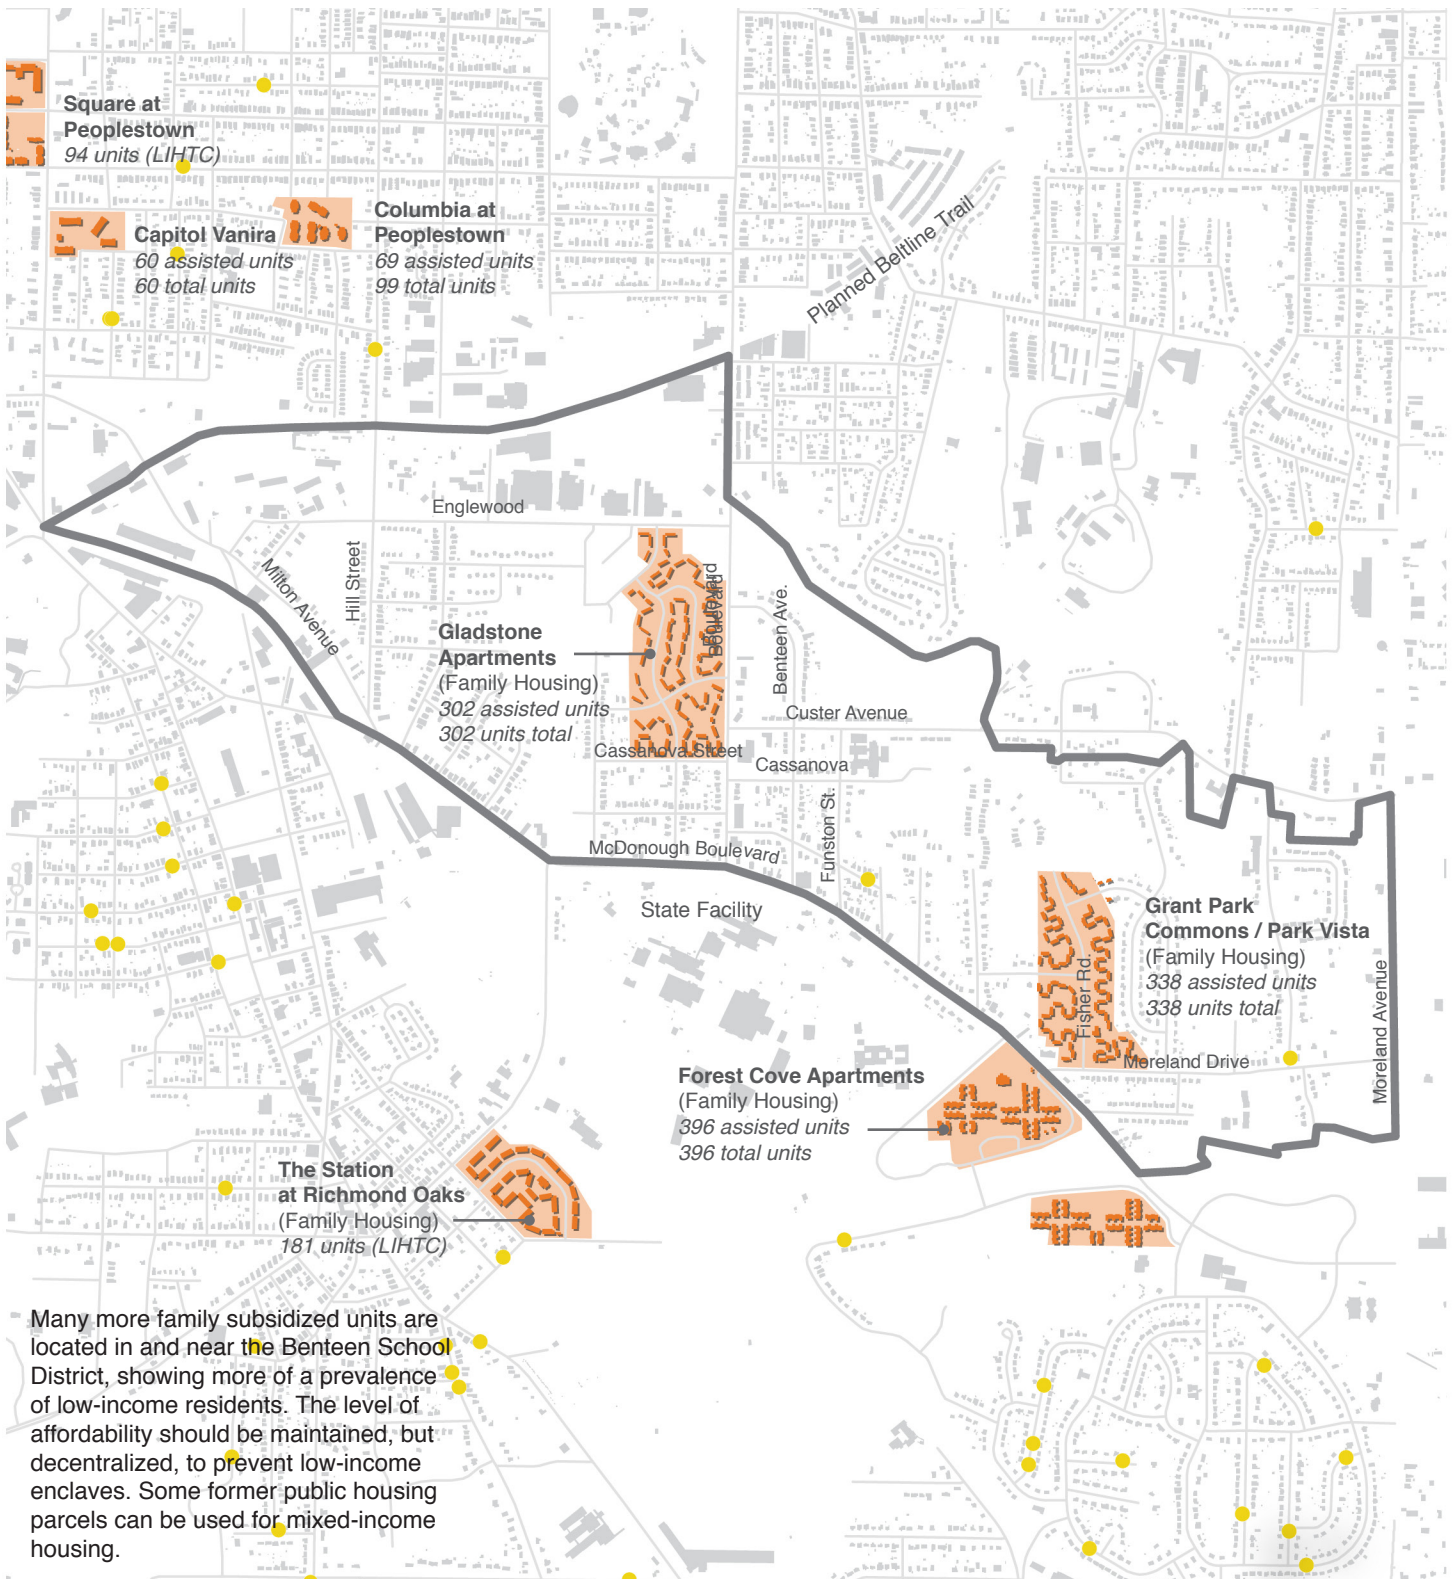 Square at
Peoplestown
94 units (LIHTC)
Capitol Vanira
60 assisted units
60 total units
Columbia at
Peoplestown
69 assisted units
99 total units
Planned Beltline Trail
Englewood
Milton Avenue
Hill Street
Boulevard
Boulevard
Benteen Ave.
Gladstone
Apartments
(Family Housing)
302 assisted units
302 units total
Custer Avenue
Cassanova Street
Cassanova
Funston St.
McDonough Boulevard
State Facility
Grant Park
Commons / Park Vista
(Family Housing)
338 assisted units
338 units total
Fisher Rd.
Moreland Avenue
Moreland Drive
Forest Cove Apartments
(Family Housing)
396 assisted units
396 total units
The Station
at Richmond Oaks
(Family Housing)
181 units (LIHTC)
Many more family subsidized units are
located in and near the Benteen School
District, showing more of a prevalence
of low-income residents. The level of
affordability should be maintained, but
decentralized, to prevent low-income
enclaves. Some former public housing
parcels can be used for mixed-income
housing.